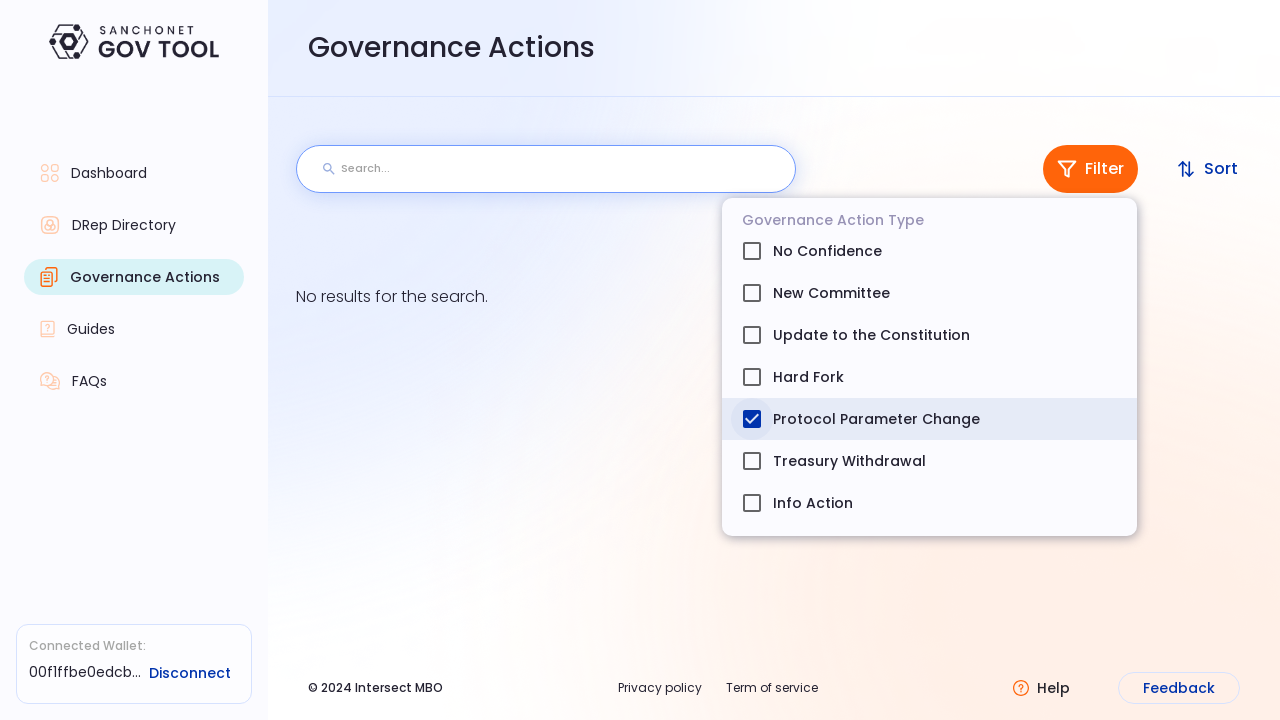 SANCHONET
GOV TOOL
Governance Actions
Dashboard
DRep Directory
Governance Actions
Guides
FAQs
Connected Wallet:
00f1ffbe0edcb...
Disconnect
Search...
Filter
Sort
No results for the search.
Governance Action Type
No Confidence
New Committee
Update to the Constitution
Hard Fork
Protocol Parameter Change
Treasury Withdrawal
Info Action
© 2024 Intersect MBO
Privacy policy
Term of service
Help
Feedback